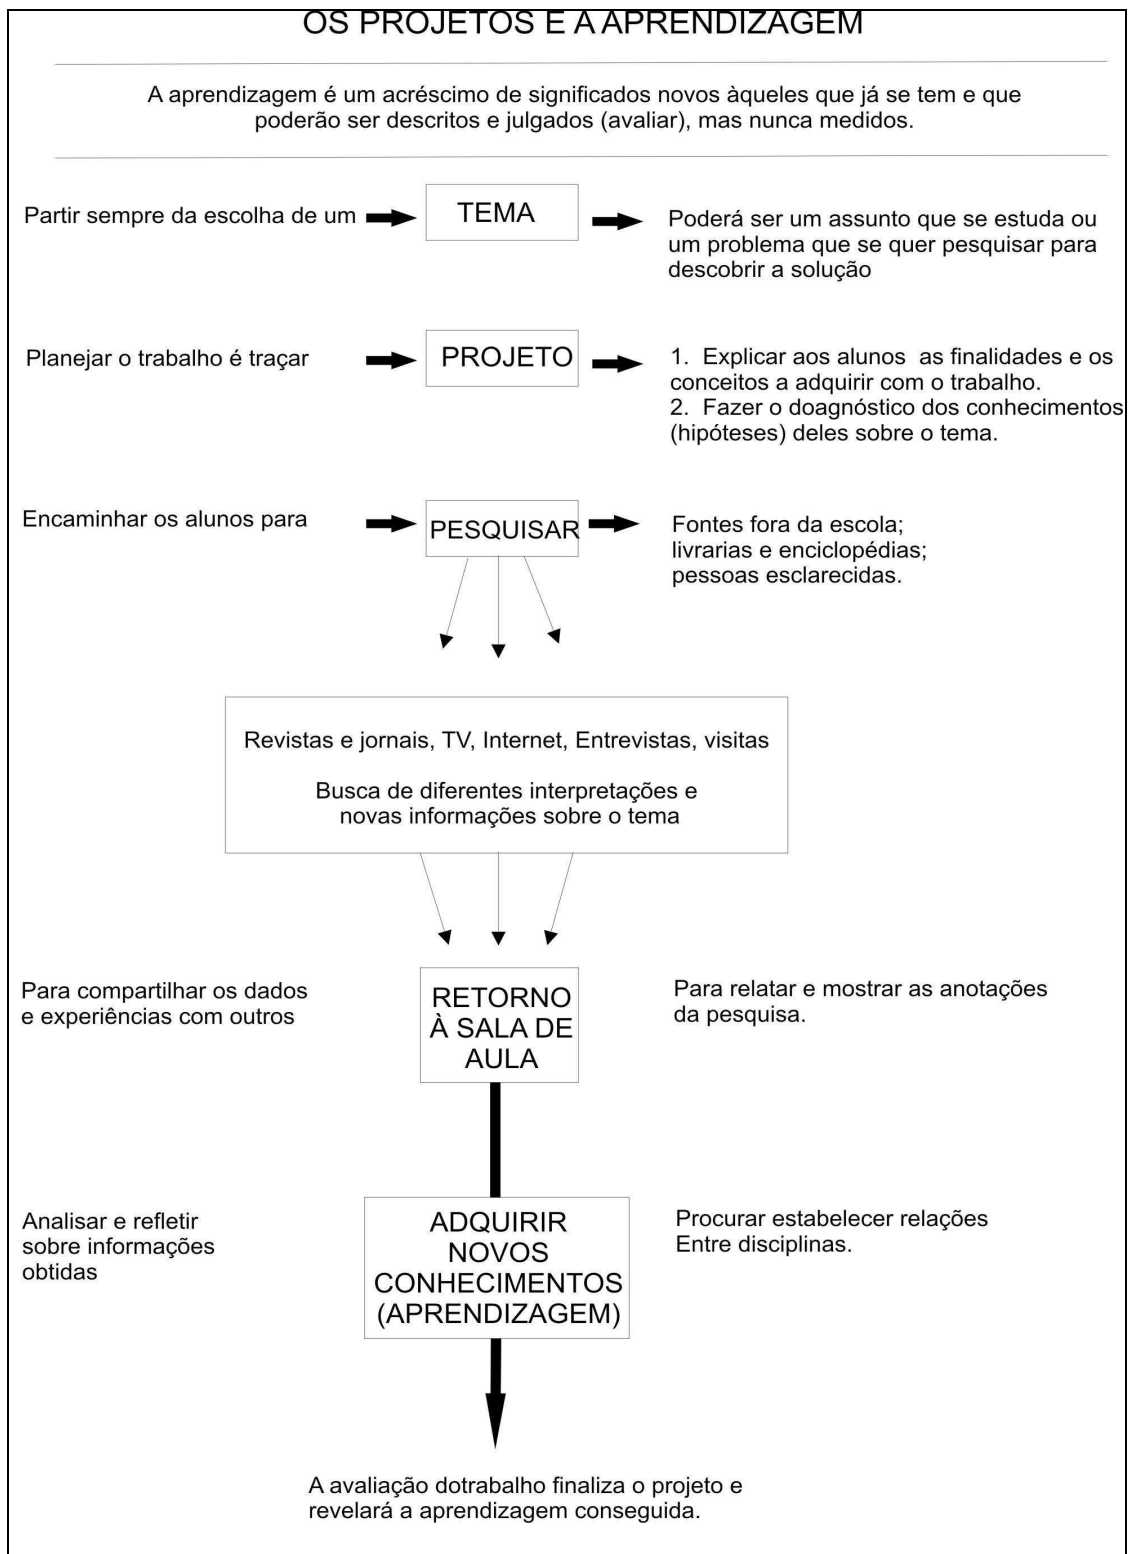 OS PROJETOS E A APRENDIZAGEM
A aprendizagem é um acréscimo de significados novos àqueles que já se tem e que
poderão ser descritos e julgados (avaliar), mas nunca medidos.
Partir sempre da escolha de um
TEMA
Poderá ser um assunto que se estuda ou
um problema que se quer pesquisar para
descobrir a solução
Planejar o trabalho é traçar
PROJETO
1. Explicar aos alunos as finalidades e os
conceitos a adquirir com o trabalho.
2. Fazer o doagnóstico dos conhecimentos
(hipóteses) deles sobre o tema.
Encaminhar os alunos para
PESQUISAR
Fontes fora da escola;
livrarias e enciclopédias;
pessoas esclarecidas.
Revistas e jornais, TV, Internet, Entrevistas, visitas
Busca de diferentes interpretações e
novas informações sobre o tema
Para compartilhar os dados
e experiências com outros
RETORNO
À SALA DE
AULA
Para relatar e mostrar as anotações
da pesquisa.
Analisar e refletir
sobre informações
obtidas
ADQUIRIR
NOVOS
CONHECIMENTOS
(APRENDIZAGEM)
Procurar estabelecer relações
Entre disciplinas.
A avaliação dotrabalho finaliza o projeto e
revelará a aprendizagem conseguida.